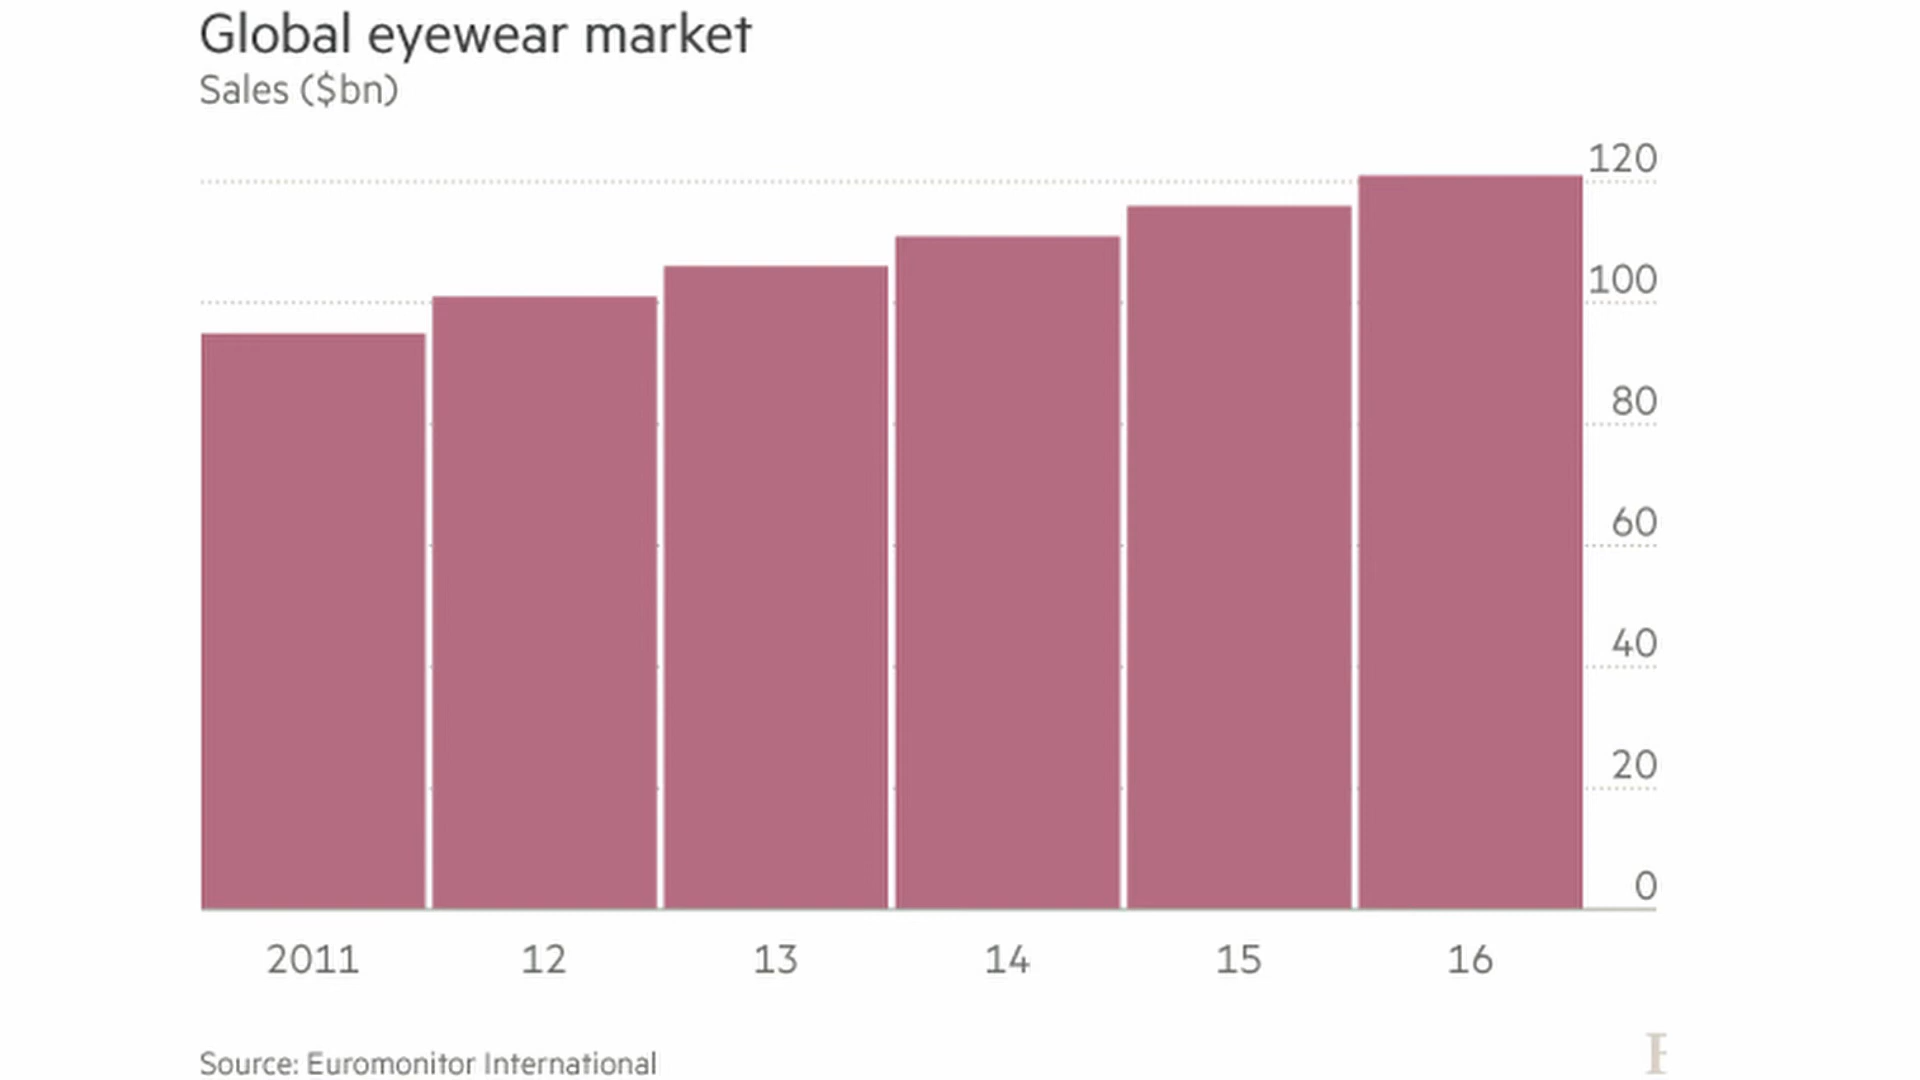 Global eyewear market
Sales ($bn)
120
100
80
60
40
20
0
2011 12 13 14 15 16
Source: Euromonitor International